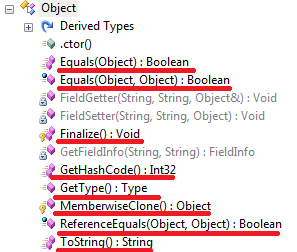 Object
Derived Types
.ctor()
Equals(Object) : Boolean
Equals(Object, Object) : Boolean
FieldGetter(String, String, Object&) : Void
FieldSetter(String, String, Object) : Void
Finalize() : Void
GetFieldInfo(String, String) : FieldInfo
GetHashCode() : Int32
GetType() : Type
MemberwiseClone() : Object
ReferenceEquals(Object, Object) : Boolean
ToString() : String